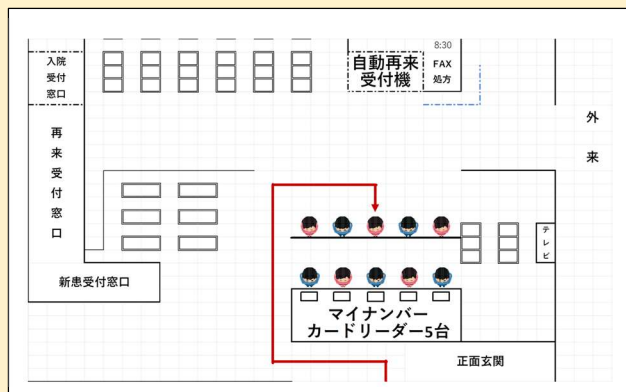 入院
受付
窓口
自動再来
受付機
8:30
FAX
処方
外来
再来受付窓口
テレビ
新患受付窓口
マイナンバー
カードリーダー5台
正面玄関